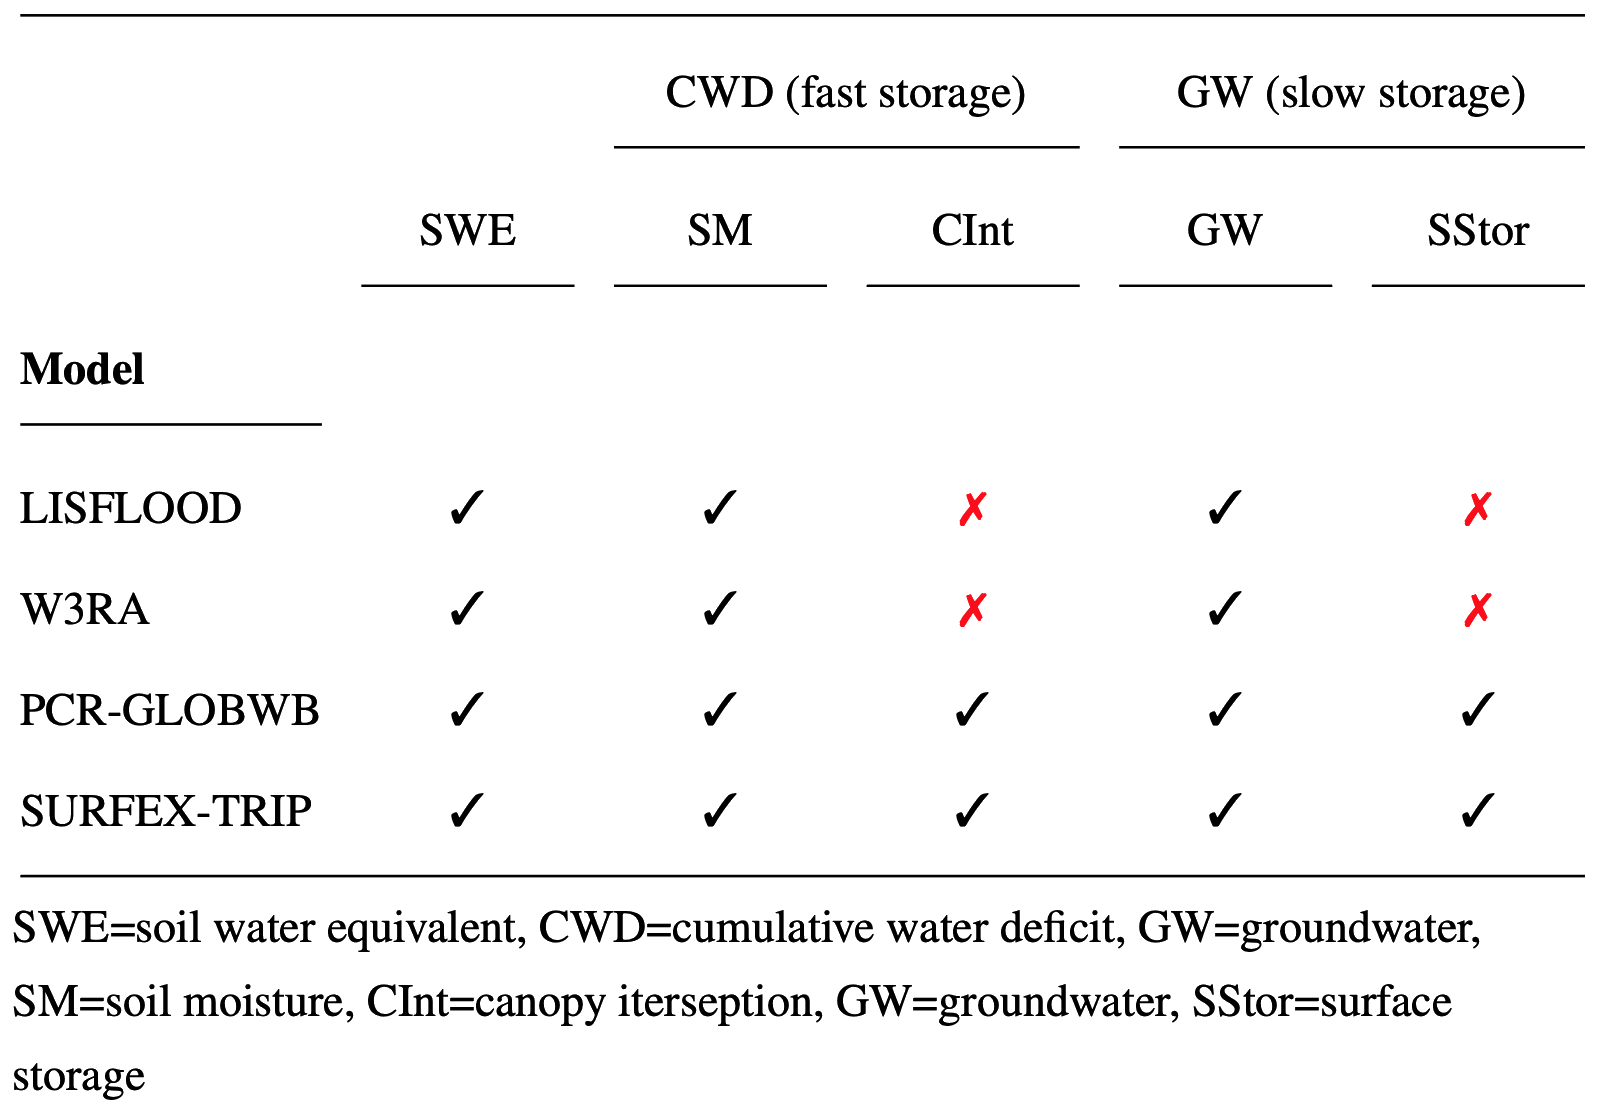 CWD (fast storage) GW (slow storage)
SWE SM CInt GW SStor
Model
LISFLOOD ✓ ✓ ✗ ✓ ✗
W3RA ✓ ✓ ✗ ✓ ✗
PCR-GLOBWB ✓ ✓ ✓ ✓ ✓
SURFEX-TRIP ✓ ✓ ✓ ✓ ✓
SWE=soil water equivalent, CWD=cumulative water deficit, GW=groundwater,
SM=soil moisture, CInt=canopy iterseption, GW=groundwater, SStor=surface
storage